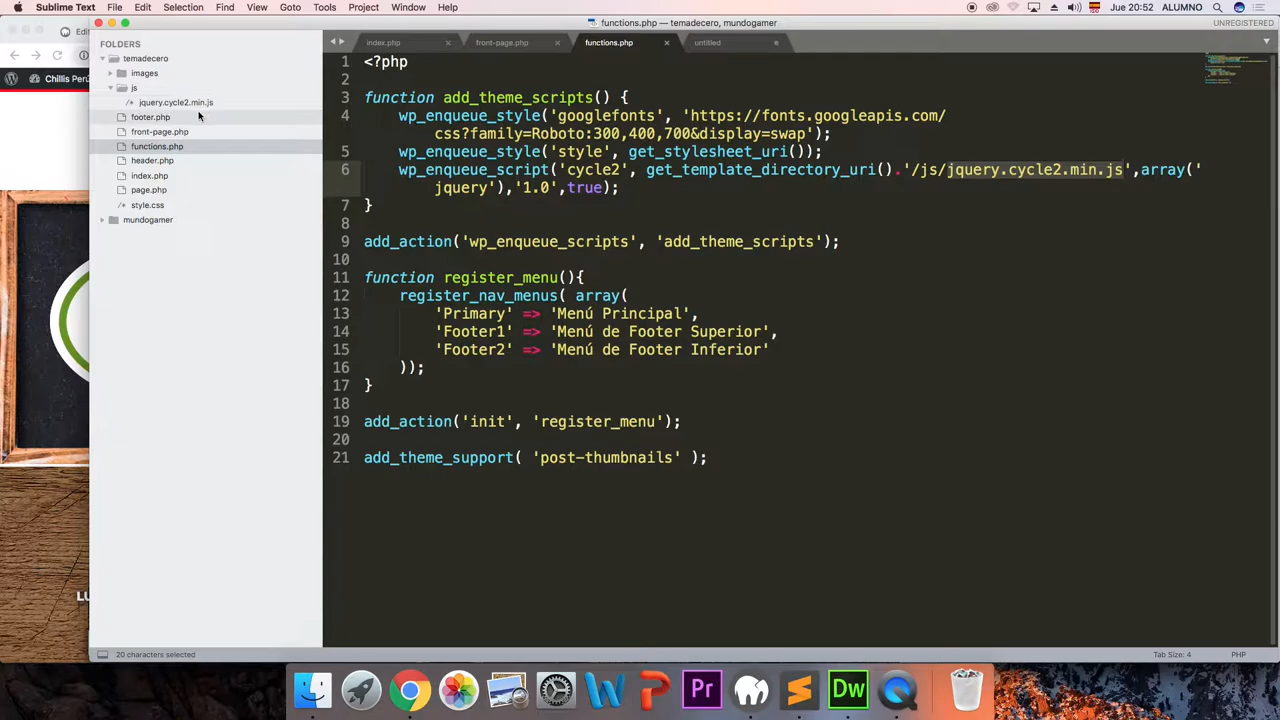 Sublime Text File Edit Selection Find View Goto Tools Project Window Help Jue 20:52 ALUMNO
functions.php — temadecero, mundogamer UNREGISTERED
Edi
Chillis Perú
LU
FOLDERS
temadecero
images
js
/* jquery.cycle2.min.js
footer.php
front-page.php
functions.php
header.php
index.php
page.php
/* style.css
mundogamer
index.php × front-page.php × functions.php × untitled
1 <?php
2
3 function add_theme_scripts() {
4 wp_enqueue_style('googlefonts', 'https://fonts.googleapis.com/
css?family=Roboto:300,400,700&display=swap');
5 wp_enqueue_style('style', get_stylesheet_uri());
6 wp_enqueue_script('cycle2', get_template_directory_uri().'/js/jquery.cycle2.min.js',array('
jquery'),'1.0',true);
7 }
8
9 add_action('wp_enqueue_scripts', 'add_theme_scripts');
10
11 function register_menu(){
12 register_nav_menus( array(
13 'Primary' => 'Menú Principal',
14 'Footer1' => 'Menú de Footer Superior',
15 'Footer2' => 'Menú de Footer Inferior'
16 ));
17 }
18
19 add_action('init', 'register_menu');
20
21 add_theme_support( 'post-thumbnails' );
20 characters selected Tab Size: 4 PHP
Pr Dw